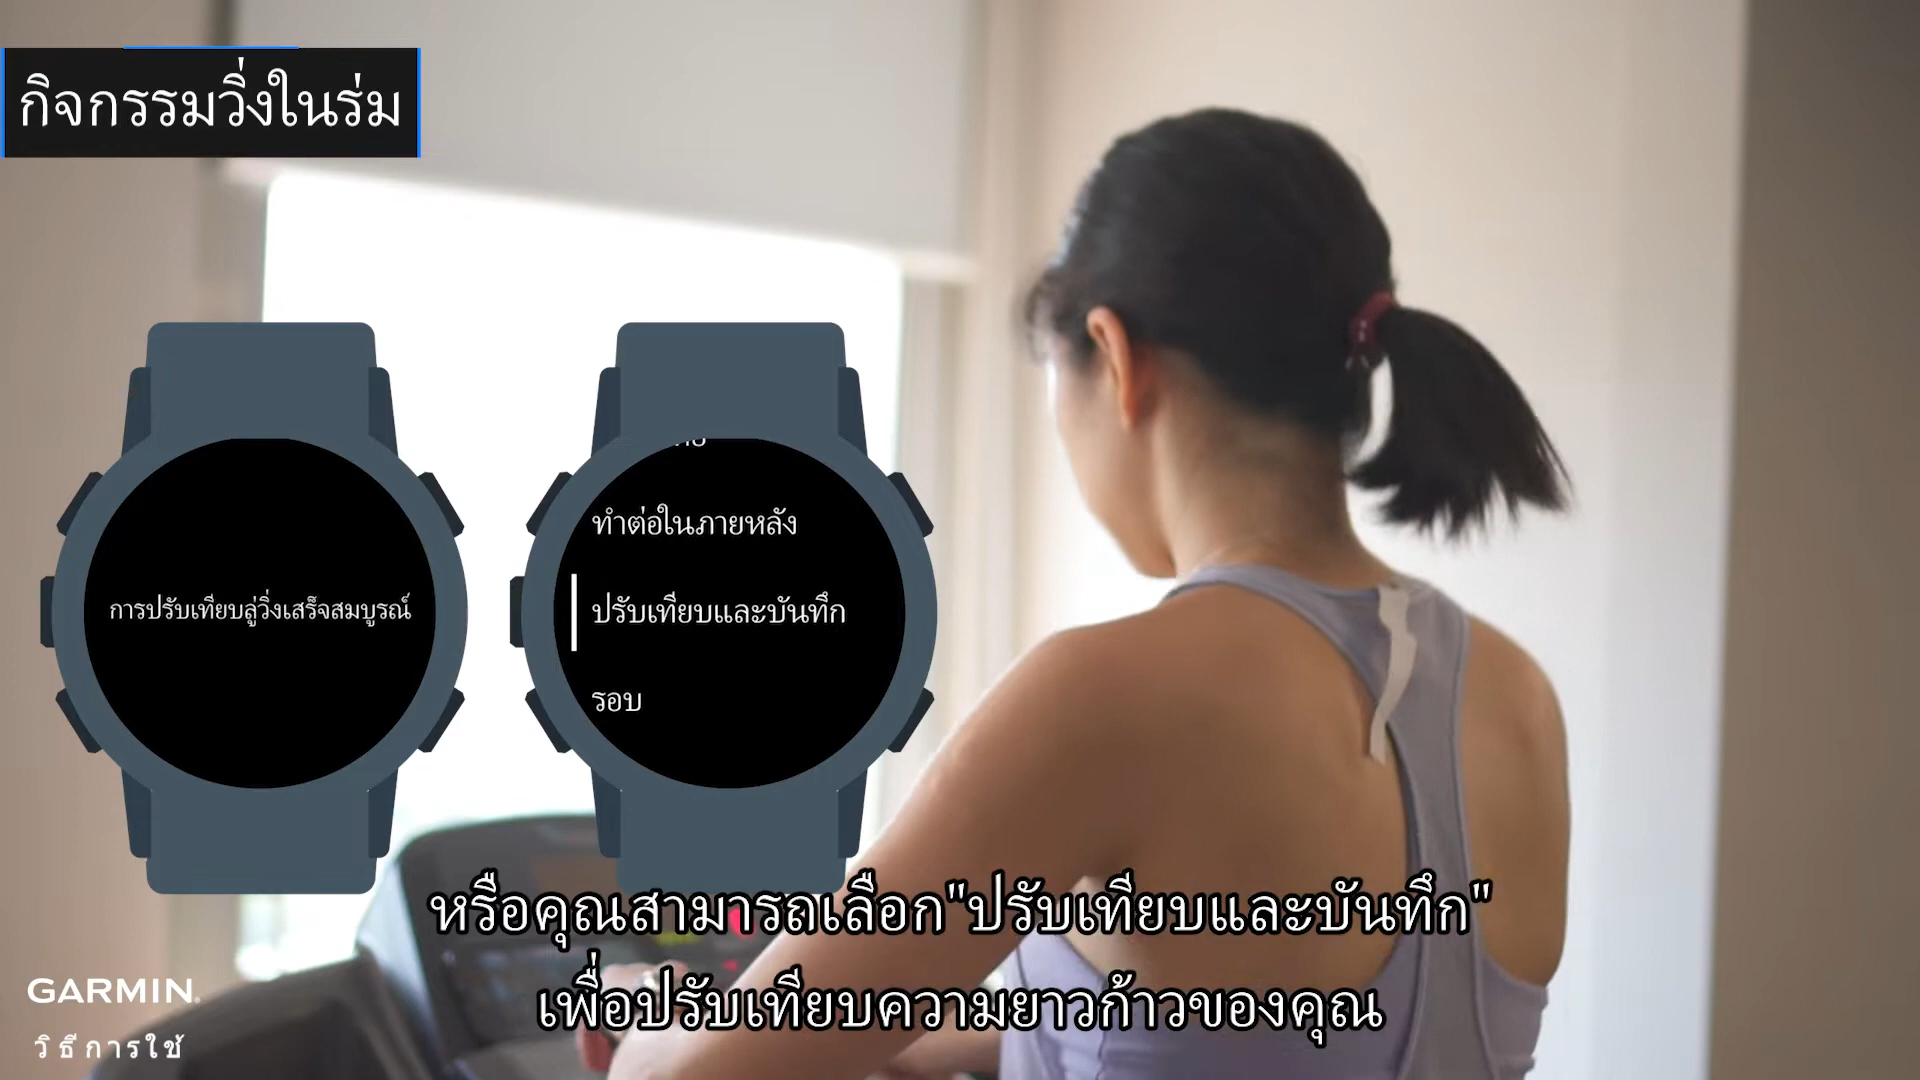 กิจกรรมวิ่งในร่ม
การปรับเทียบลู่วิ่งเสร็จสมบูรณ์
ทำต่อในภายหลัง
ปรับเทียบและบันทึก
รอบ
หรือคุณสามารถเลือก"ปรับเทียบและบันทึก"
เพื่อปรับเทียบความยาวก้าวของคุณ
GARMIN
วิธีการใช้